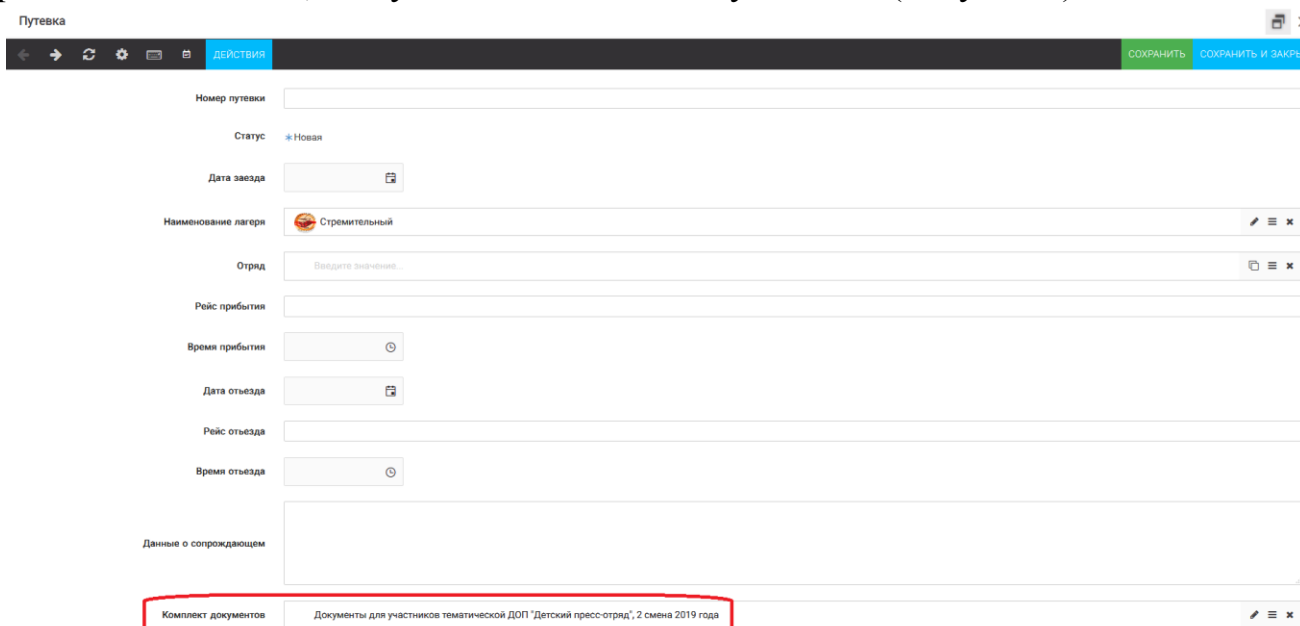 Путевка
ДЕЙСТВИЯ
СОХРАНИТЬ СОХРАНИТЬ И ЗАКРЫ
Номер путевки
Статус Новая
Дата заезда
Наименование лагеря Стремительный
Отряд Введите значение...
Рейс прибытия
Время прибытия
Дата отъезда
Рейс отъезда
Время отъезда
Данные о сопрождающем
Комплект документов Документы для участников тематической ДОП "Детский пресс-отряд", 2 смена 2019 года